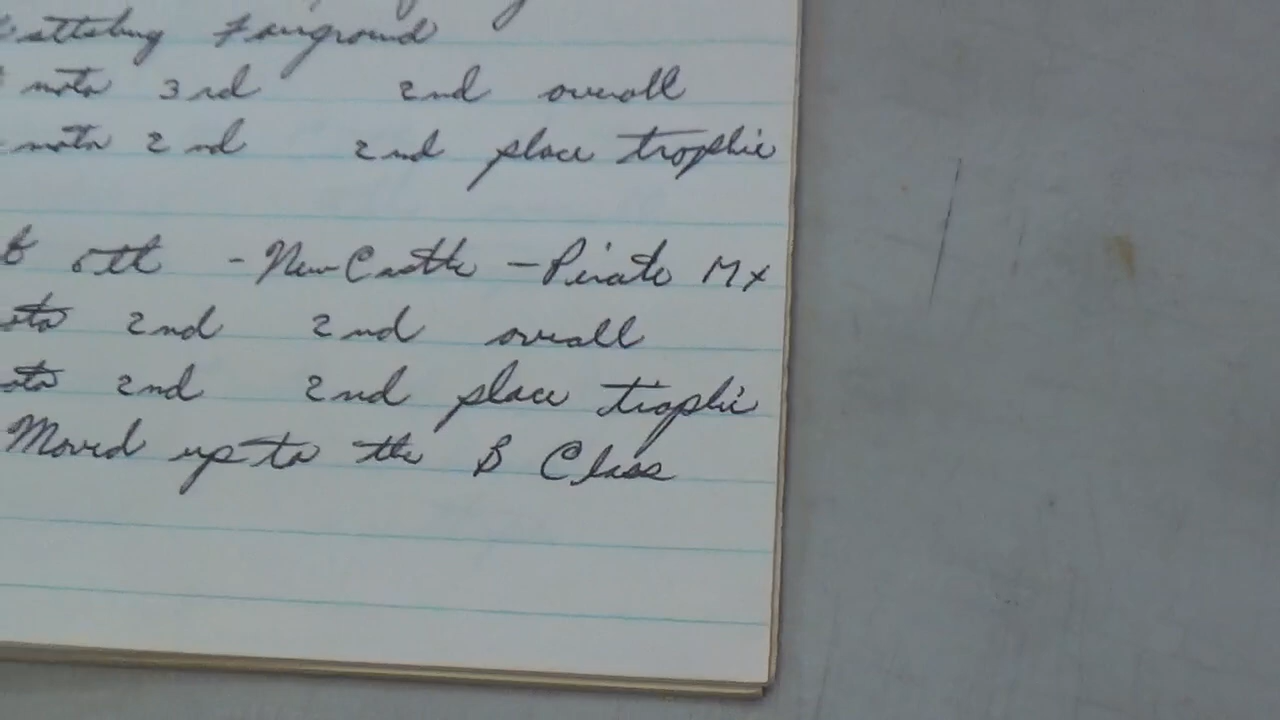 Fairground
moto 3rd 2nd overall
moto 2nd 2nd place trophie
6th - New Castle - Pirate MX
2nd 2nd overall
2nd 2nd place trophie
Moved up to the B Class